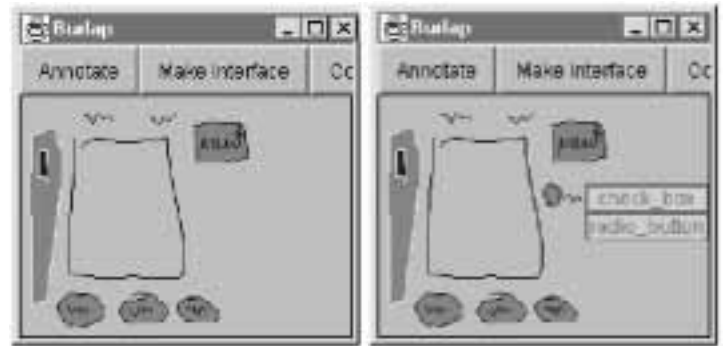 Burlap
Annotate Make Interface
Burlap
Annotate Make Interface
check_box
radio_button